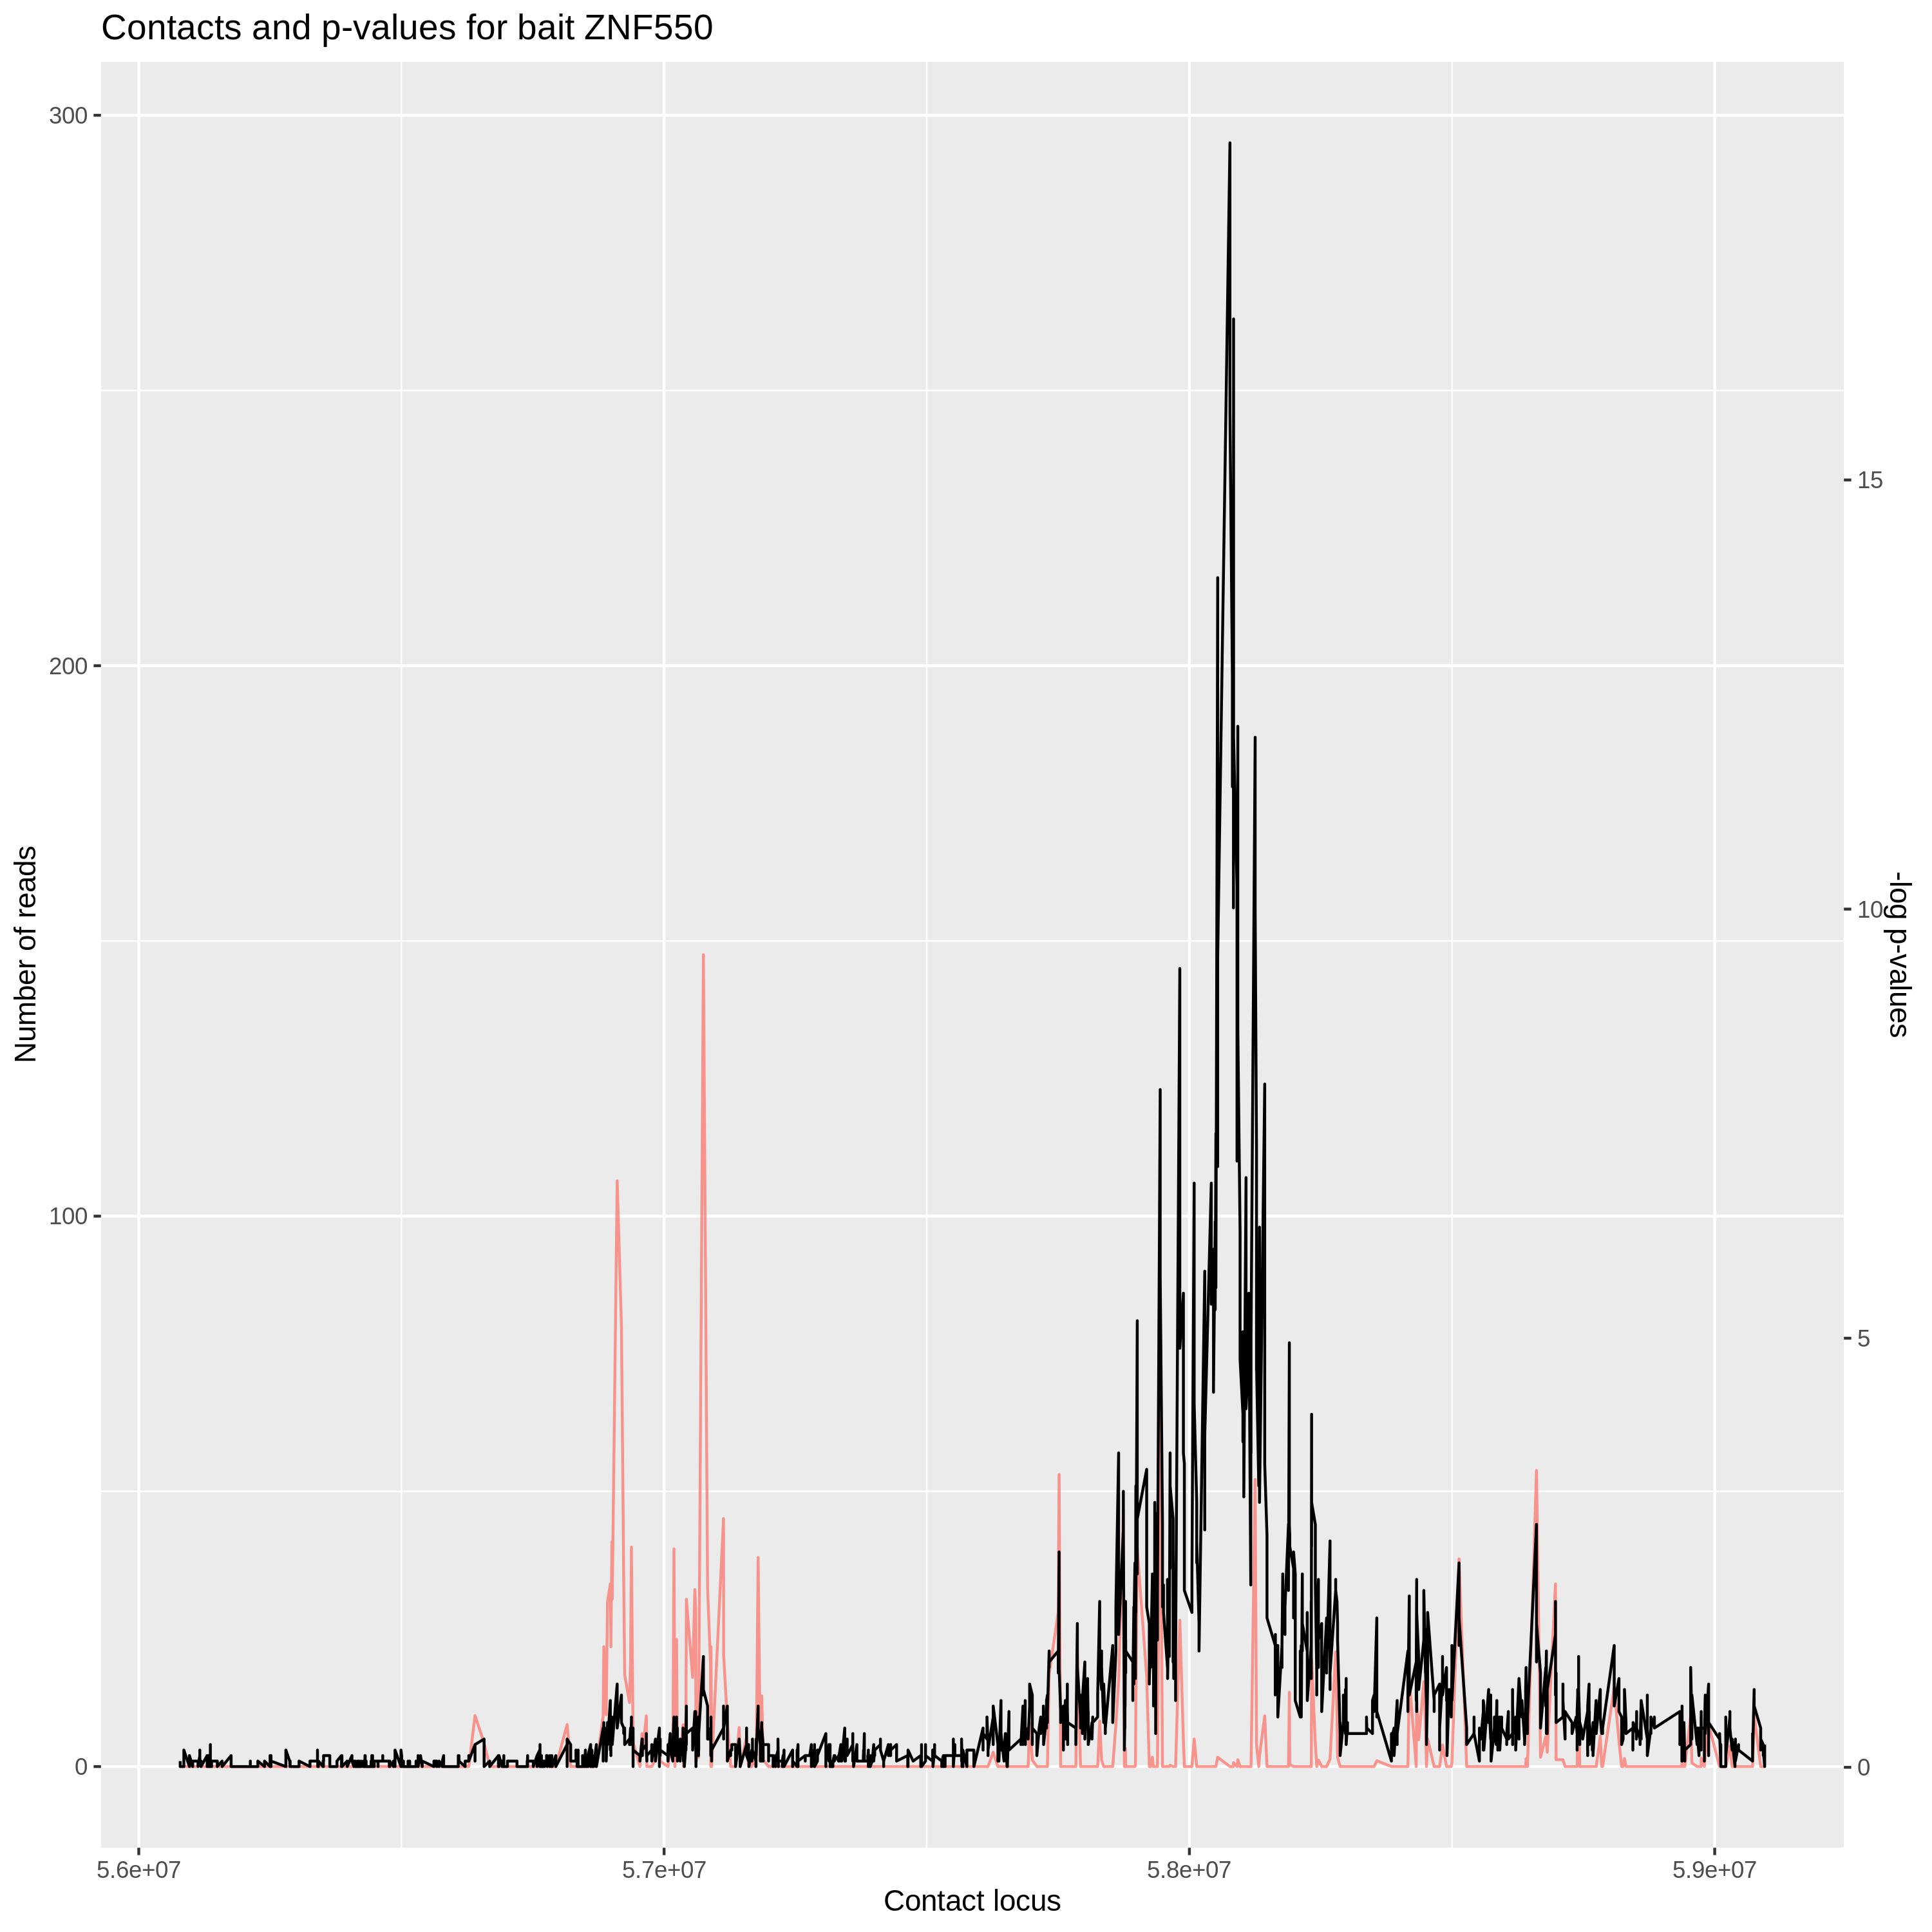 Contacts and p-values for bait ZNF550
300
200
100
0
Number of reads
15
10
5
0
-log p-values
5.6e+07
5.7e+07
5.8e+07
5.9e+07
Contact locus